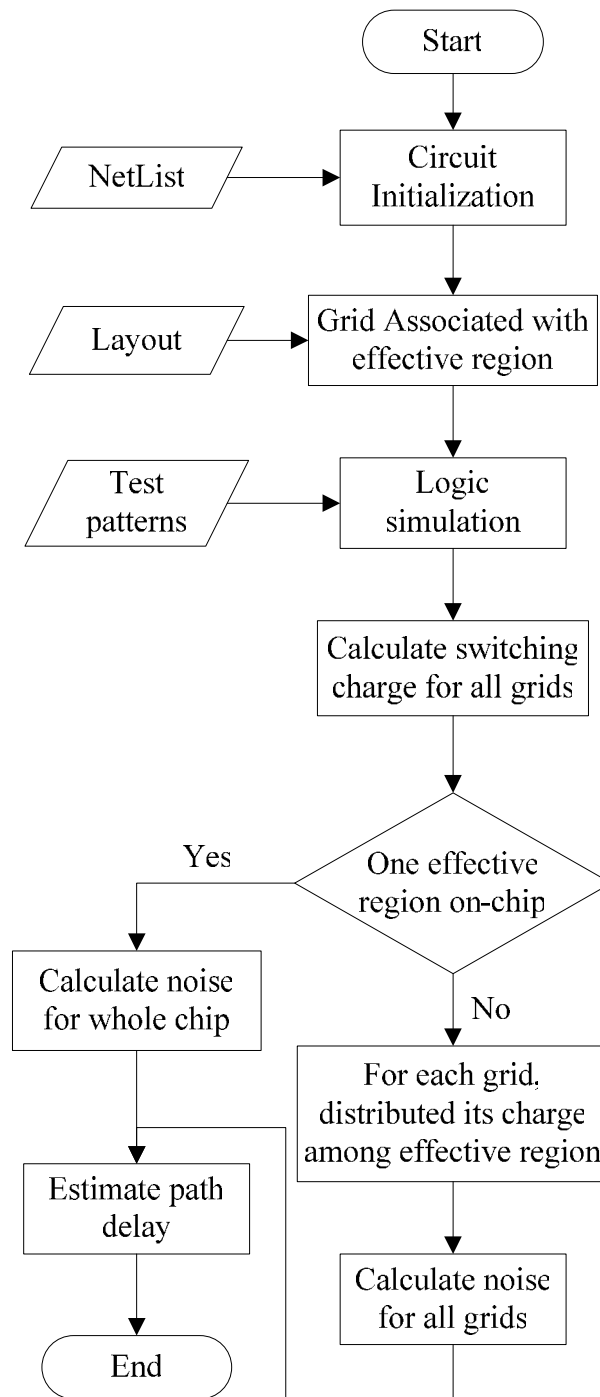 Start
NetList
Circuit
Initialization
Layout
Grid Associated with
effective region
Test
patterns
Logic
simulation
Calculate switching
charge for all grids
Yes
One effective
region on-chip
No
Calculate noise
for whole chip
For each grid,
distributed its charge
among effective region
Estimate path
delay
Calculate noise
for all grids
End